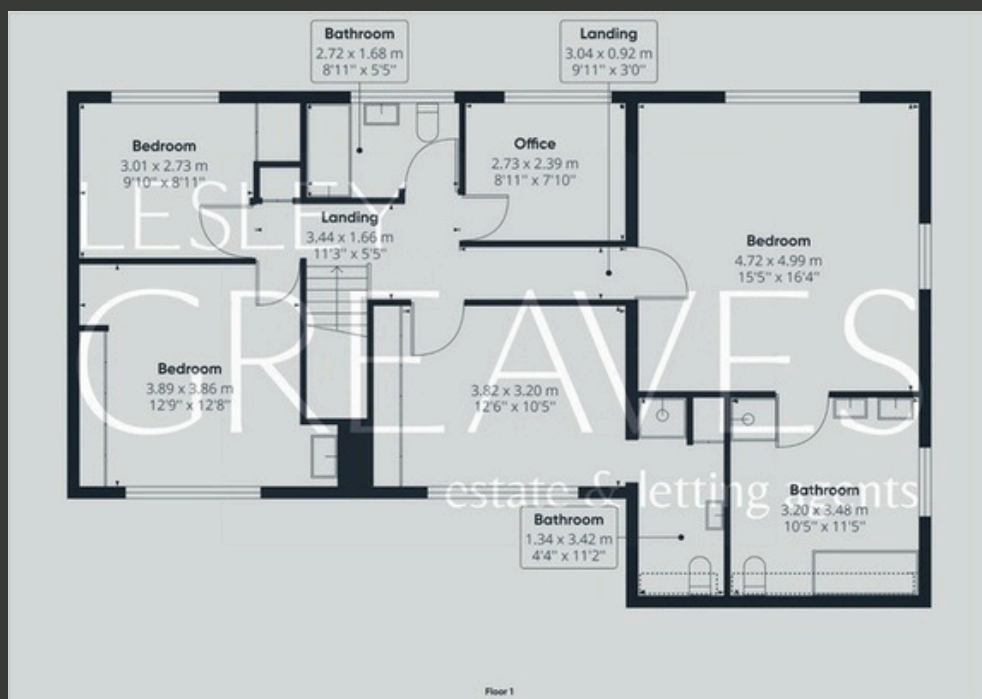 Bathroom
2.72 x 1.68 m
8'11" x 5'5"
Landing
3.04 x 0.92 m
9'11" x 3'0"
Bedroom
3.01 x 2.73 m
9'10" x 8'11"
Office
2.73 x 2.39 m
8'11" x 7'10"
LESLEY
Landing
3.44 x 1.66 m
11'3" x 5'5"
Bedroom
4.72 x 4.99 m
15'5" x 16'4"
GREAVES
Bedroom
3.89 x 3.86 m
12'9" x 12'8"
3.82 x 3.20 m
12'6" x 10'5"
estate & letting agents
Bathroom
3.20 x 3.48 m
10'5" x 11'5"
Bathroom
1.34 x 3.42 m
4'4" x 11'2"
Floor 1